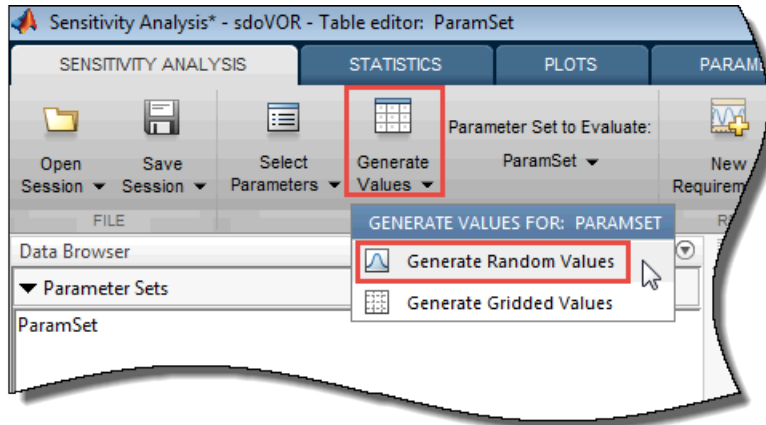 Sensitivity Analysis* - sdoVOR - Table editor: ParamSet
SENSITIVITY ANALYSIS
STATISTICS
PLOTS
Open
Session
Save
Session
Select
Parameters
Generate
Values
Parameter Set to Evaluate:
ParamSet
New
FILE
GENERATE VALUES FOR: PARAMSET
Generate Random Values
Generate Gridded Values
Data Browser
Parameter Sets
ParamSet